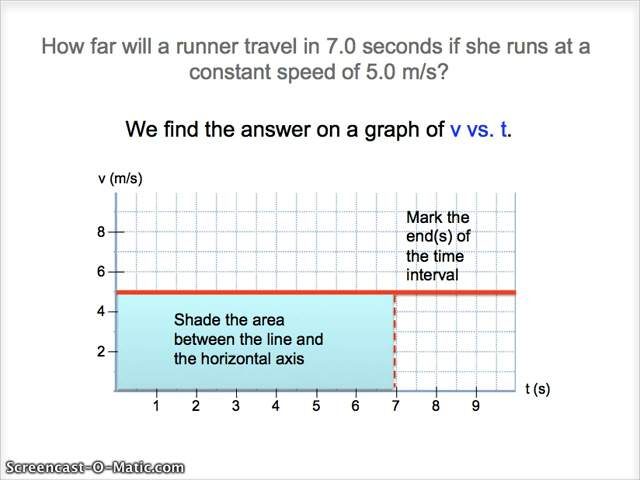 How far will a runner travel in 7.0 seconds if she runs at a
constant speed of 5.0 m/s?
We find the answer on a graph of v vs. t.
v (m/s)
Mark the
end(s) of
the time
interval
8
6
4
2
Shade the area
between the line and
the horizontal axis
t (s)
1 2 3 4 5 6 7 8 9
Screencast-O-Matic.com